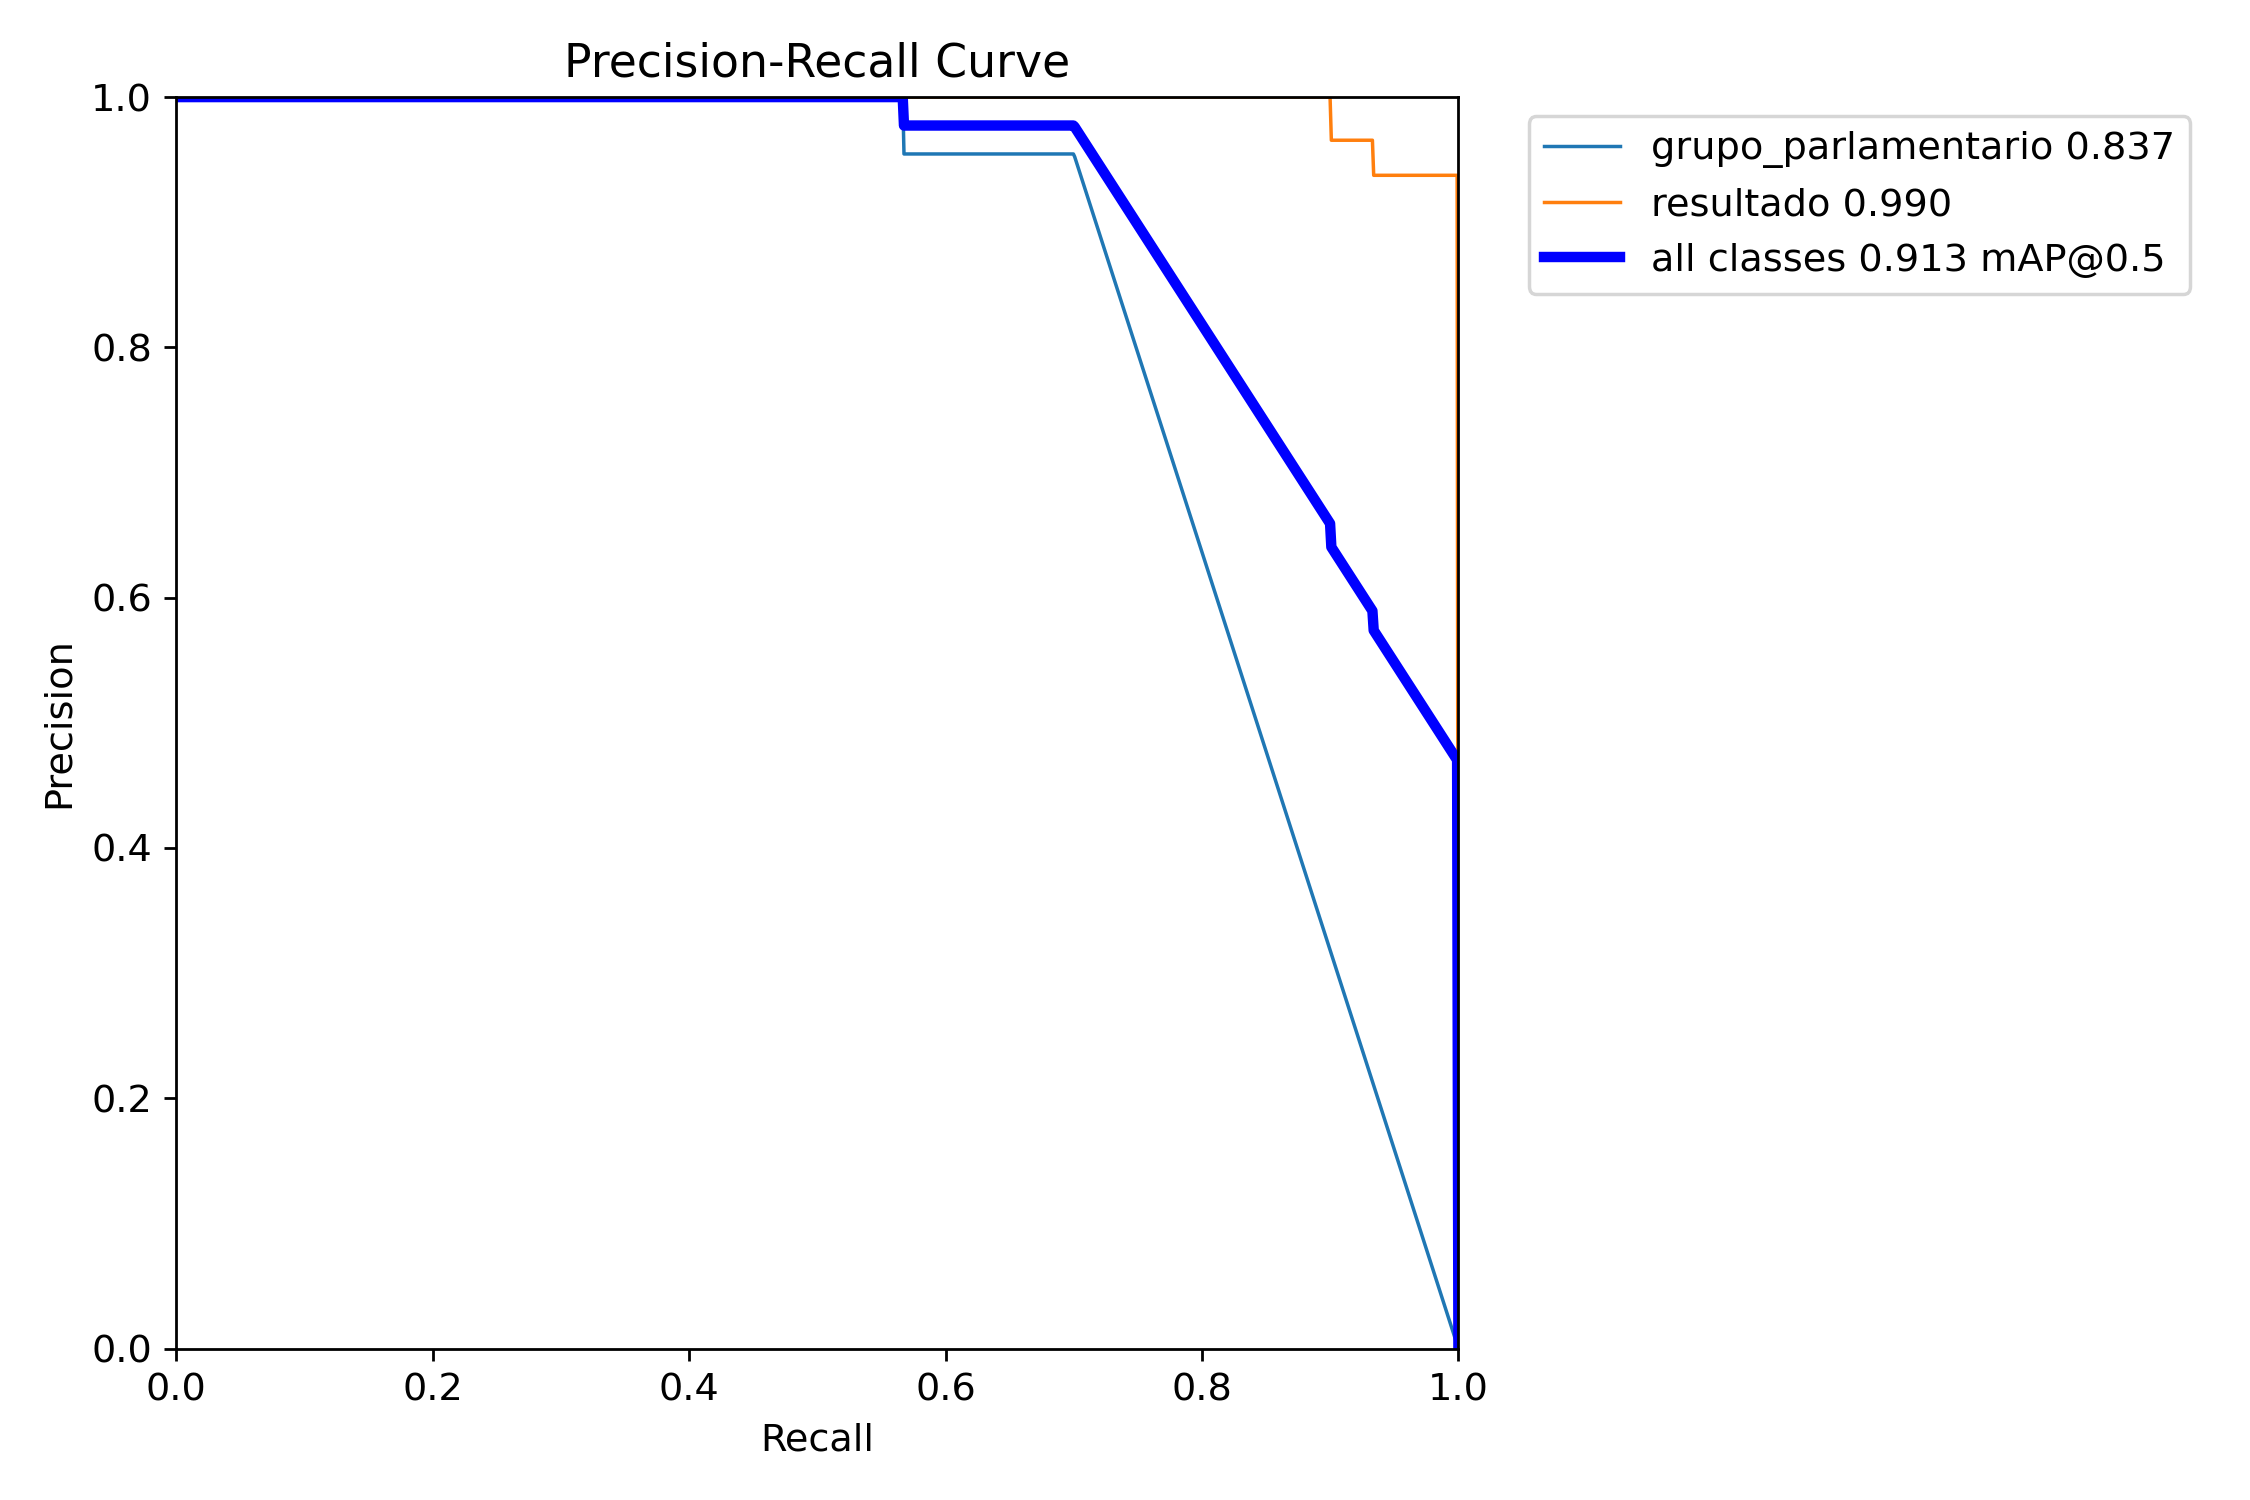 Precision-Recall Curve
1.0
0.8
0.6
0.4
0.2
0.0
Precision
0.0 0.2 0.4 0.6 0.8 1.0
Recall
grupo_parlamentario 0.837
resultado 0.990
all classes 0.913 mAP@0.5